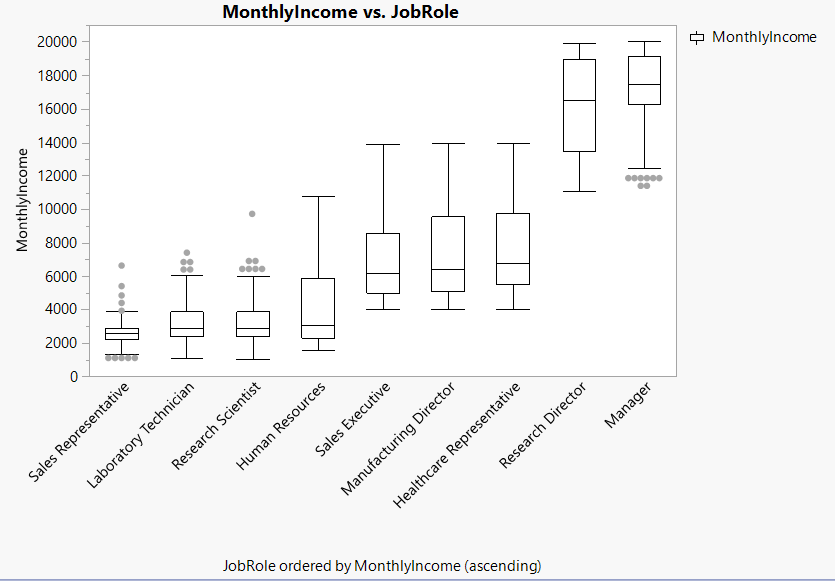 MonthlyIncome vs. JobRole
MonthlyIncome
20000
18000
16000
14000
12000
10000
8000
6000
4000
2000
0
MonthlyIncome
Sales Representative
Laboratory Technician
Research Scientist
Human Resources
Sales Executive
Manufacturing Director
Healthcare Representative
Research Director
Manager
JobRole ordered by MonthlyIncome (ascending)